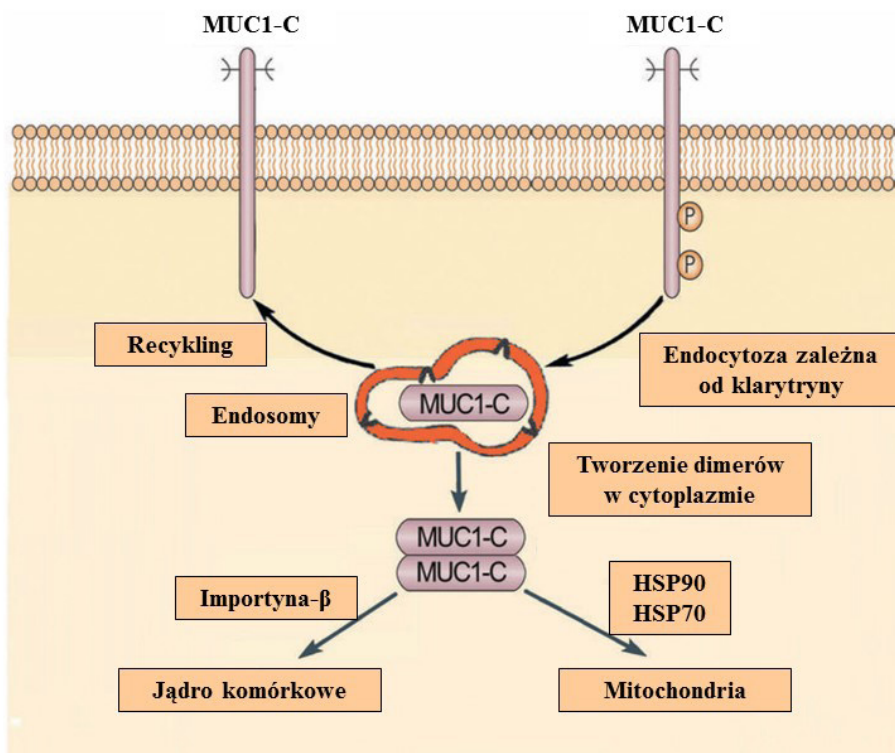 MUC1-C
MUC1-C
P
P
Recykling
Endocytoza zależna
od klarytryny
MUC1-C
Endosomy
Tworzenie dimerów
w cytoplazmie
MUC1-C
MUC1-C
Importyna-β
HSP90
HSP70
Jądro komórkowe
Mitochondria